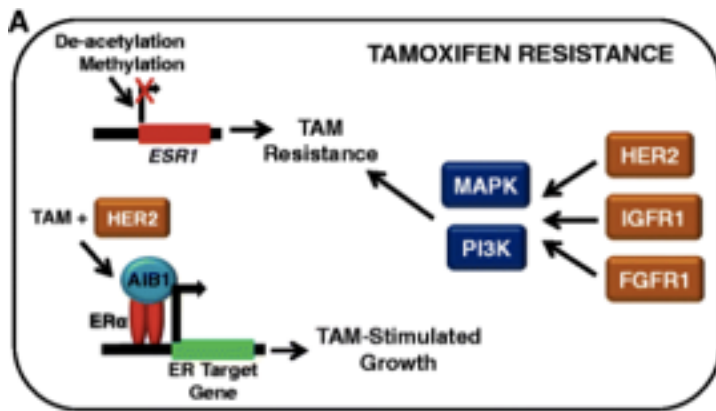 A
De-acetylation
Methylation
TAMOXIFEN RESISTANCE
ESR1
TAM
Resistance
MAPK
PI3K
HER2
IGFR1
FGFR1
TAM + HER2
AIB1
ERα
ER Target
Gene
TAM-Stimulated
Growth